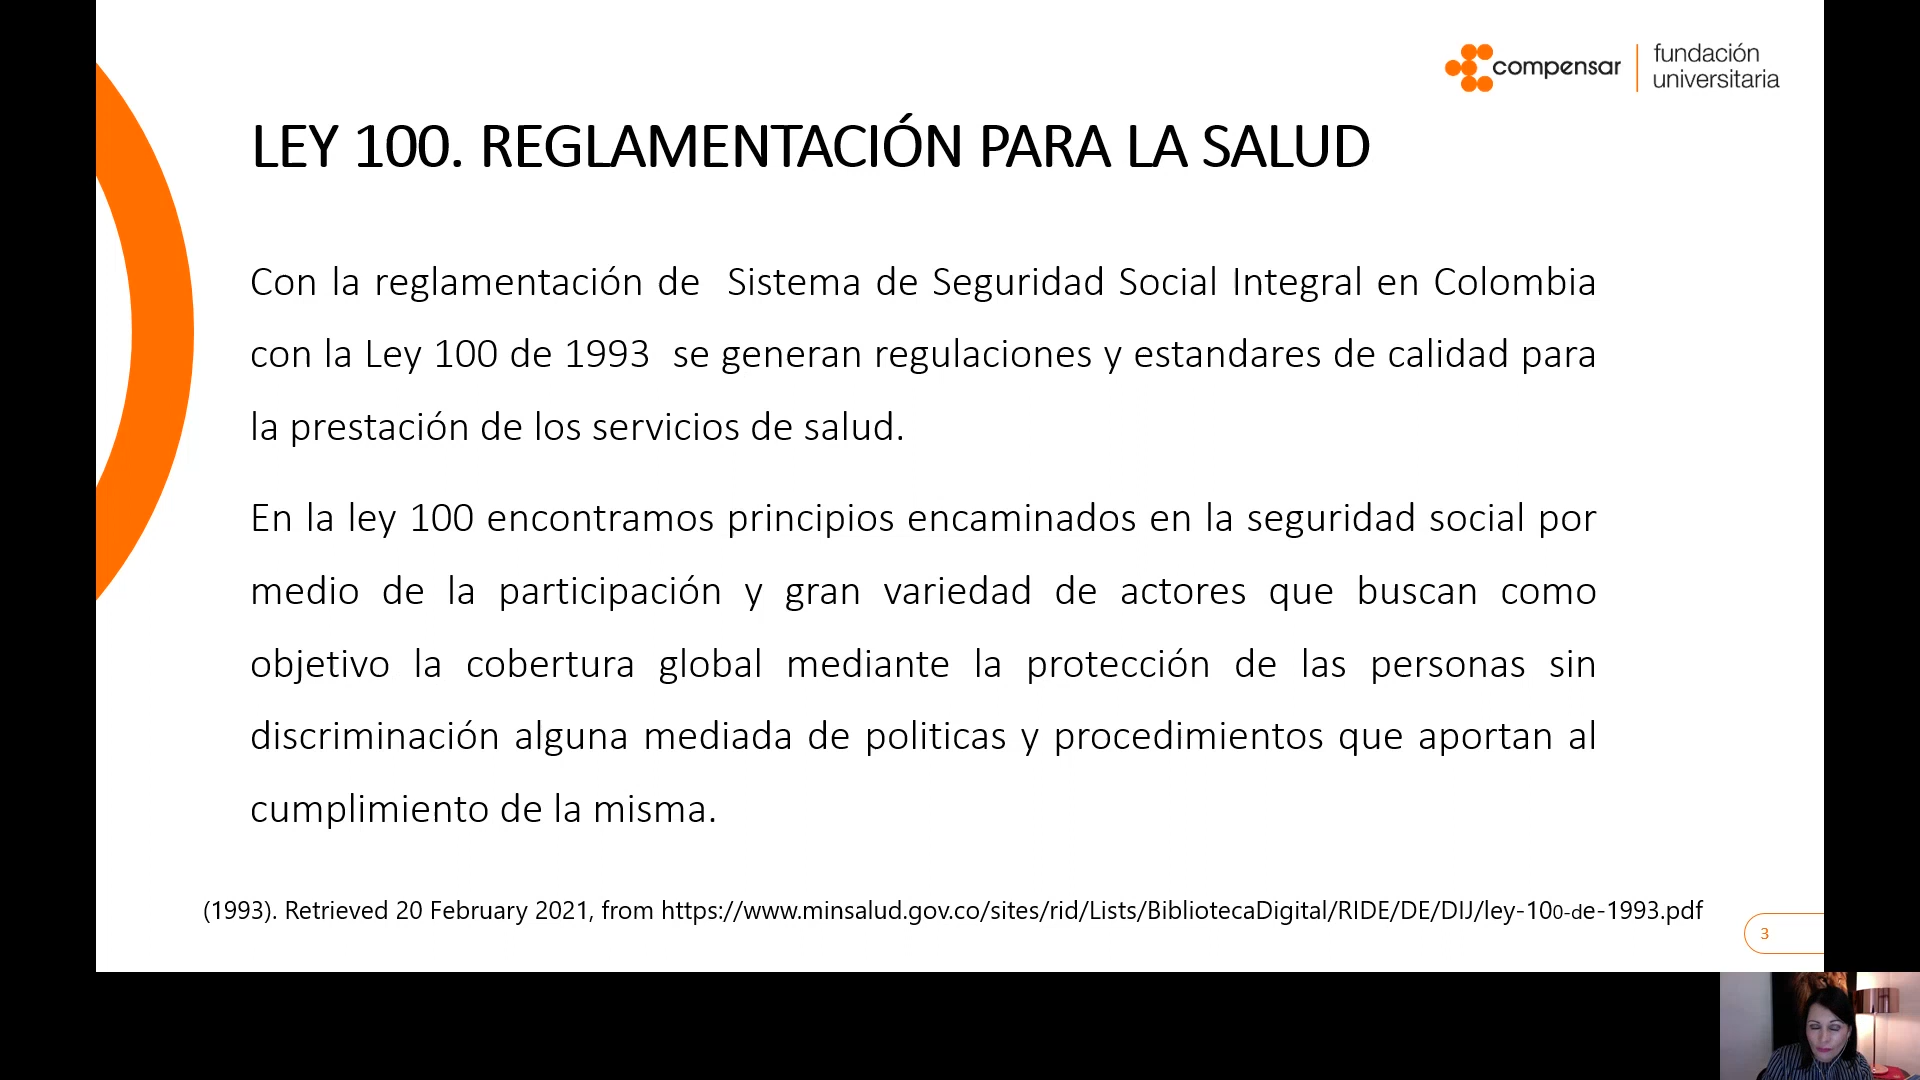 compensar
fundación
universitaria
LEY 100. REGLAMENTACIÓN PARA LA SALUD
Con la reglamentación de  Sistema de Seguridad Social Integral en Colombia
con la Ley 100 de 1993  se generan regulaciones y estandares de calidad para
la prestación de los servicios de salud.
En la ley 100 encontramos principios encaminados en la seguridad social por
medio de la participación y gran variedad de actores que buscan como
objetivo la cobertura global mediante la protección de las personas sin
discriminación alguna mediada de politicas y procedimientos que aportan al
cumplimiento de la misma.
(1993). Retrieved 20 February 2021, from https://www.minsalud.gov.co/sites/rid/Lists/BibliotecaDigital/RIDE/DE/DIJ/ley-100-de-1993.pdf
3